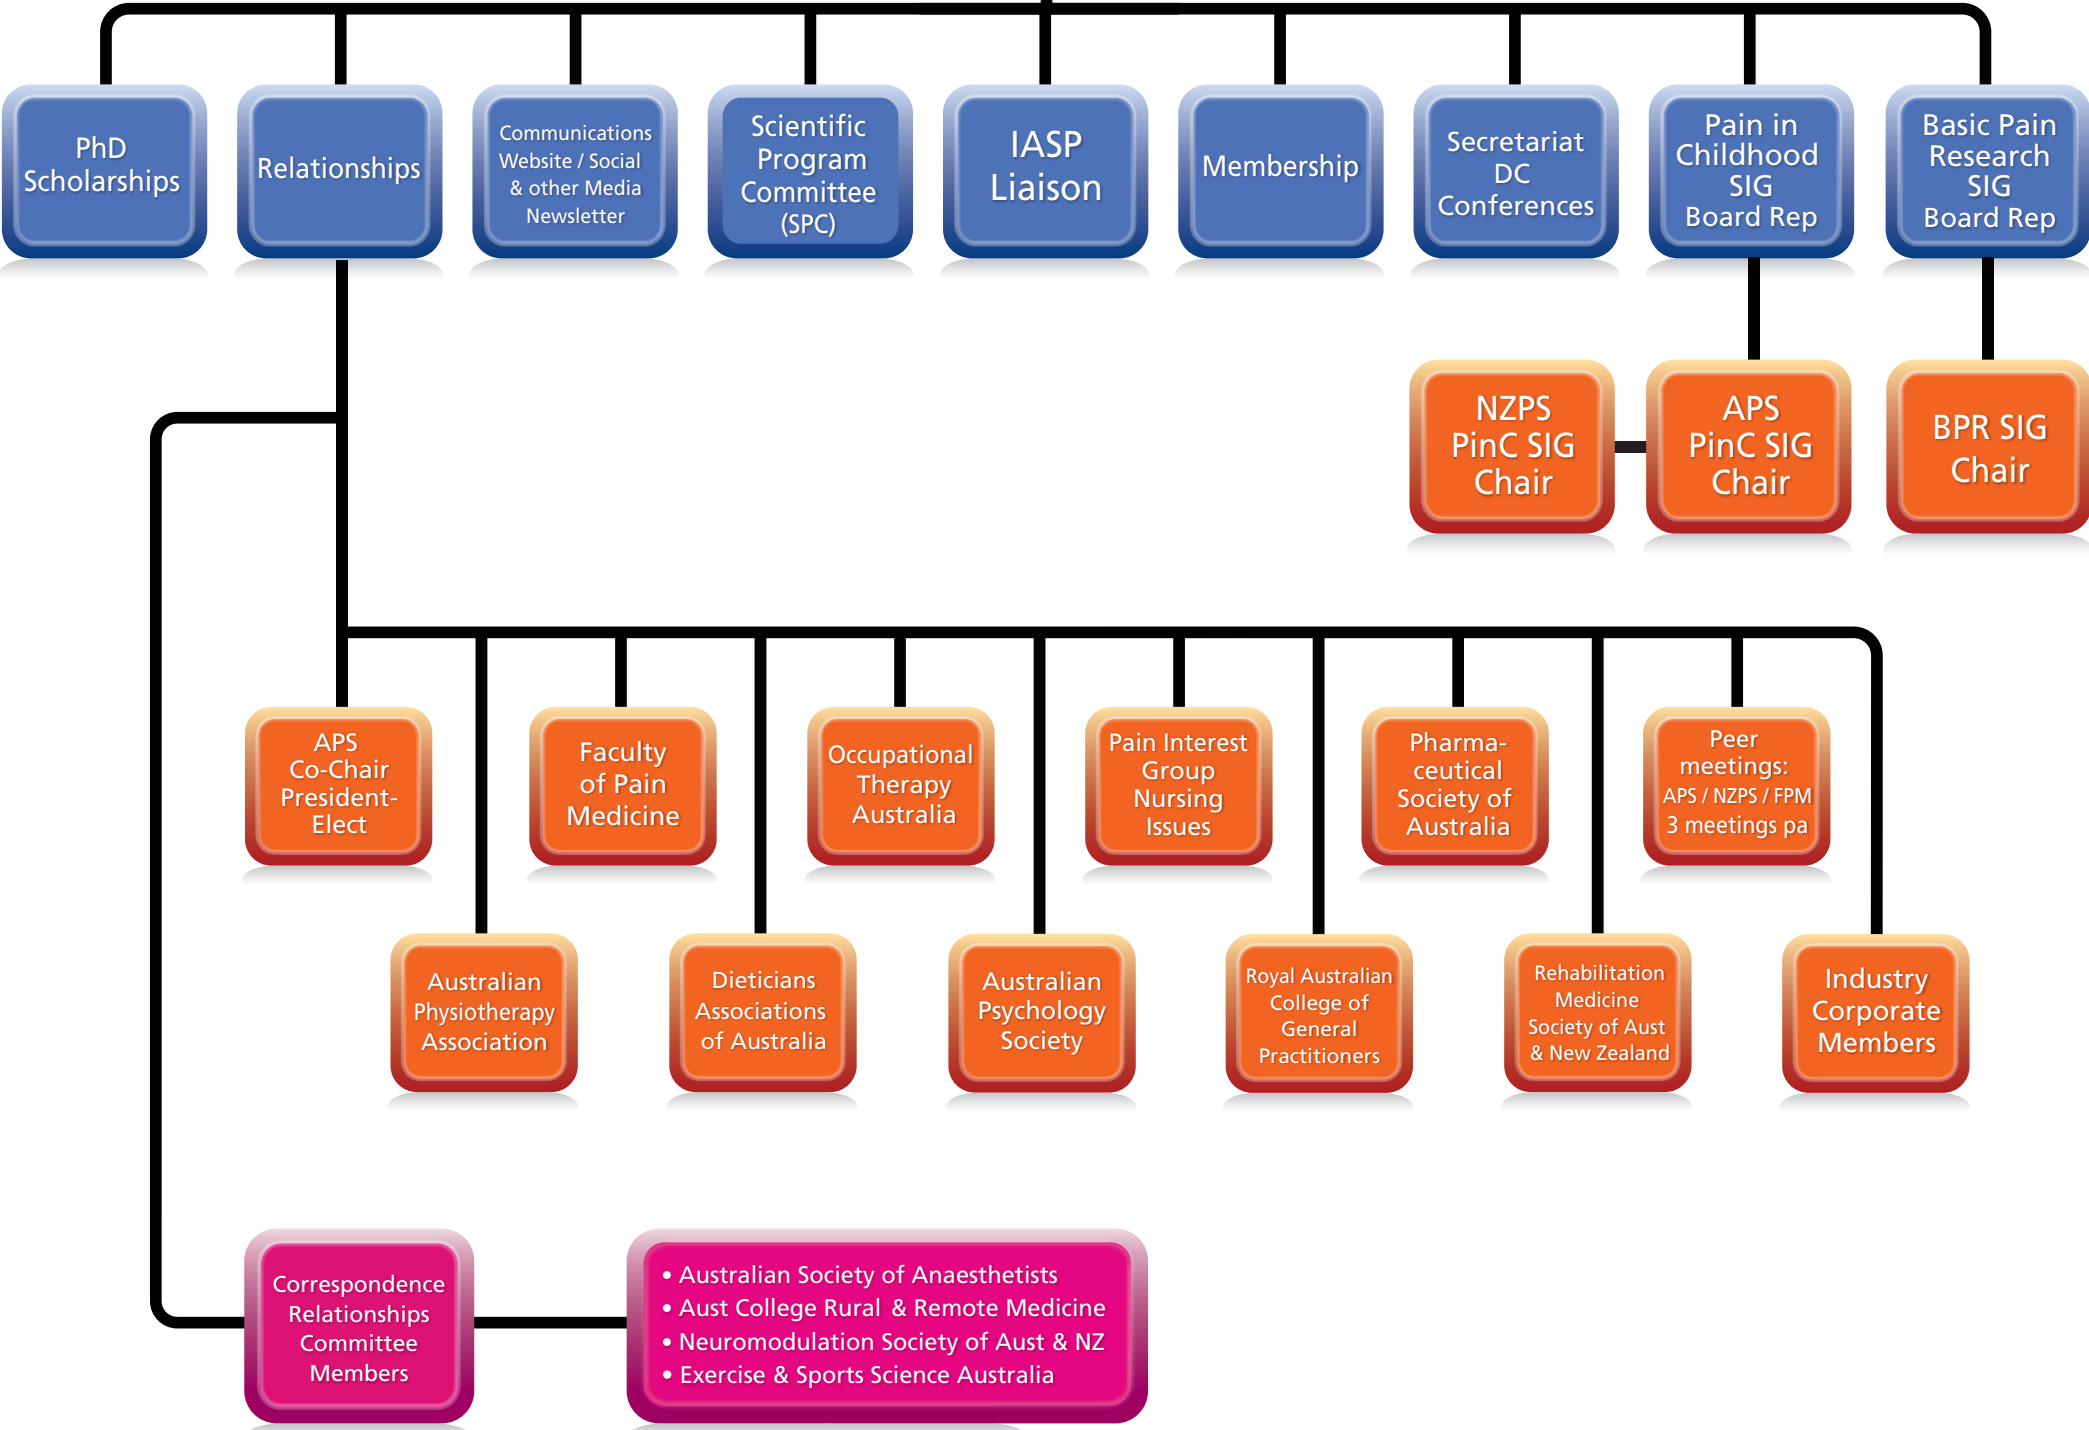 PhD
Scholarships
Relationships
Communications
Website / Social
& other Media
Newsletter
Scientific
Program
Committee
(SPC)
IASP
Liaison
Membership
Secretariat
DC
Conferences
Pain in
Childhood
SIG
Board Rep
Basic Pain
Research
SIG
Board Rep
NZPS
PinC SIG
Chair
APS
PinC SIG
Chair
BPR SIG
Chair
APS
Co-Chair
President-
Elect
Faculty
of Pain
Medicine
Occupational
Therapy
Australia
Pain Interest
Group
Nursing
Issues
Pharma-
ceutical
Society of
Australia
Peer
meetings:
APS / NZPS / FPM
3 meetings pa
Australian
Physiotherapy
Association
Dieticians
Associations
of Australia
Australian
Psychology
Society
Royal Australian
College of
General
Practitioners
Rehabilitation
Medicine
Society of Aust
& New Zealand
Industry
Corporate
Members
Correspondence
Relationships
Committee
Members
• Australian Society of Anaesthetists
• Aust College Rural & Remote Medicine
• Neuromodulation Society of Aust & NZ
• Exercise & Sports Science Australia